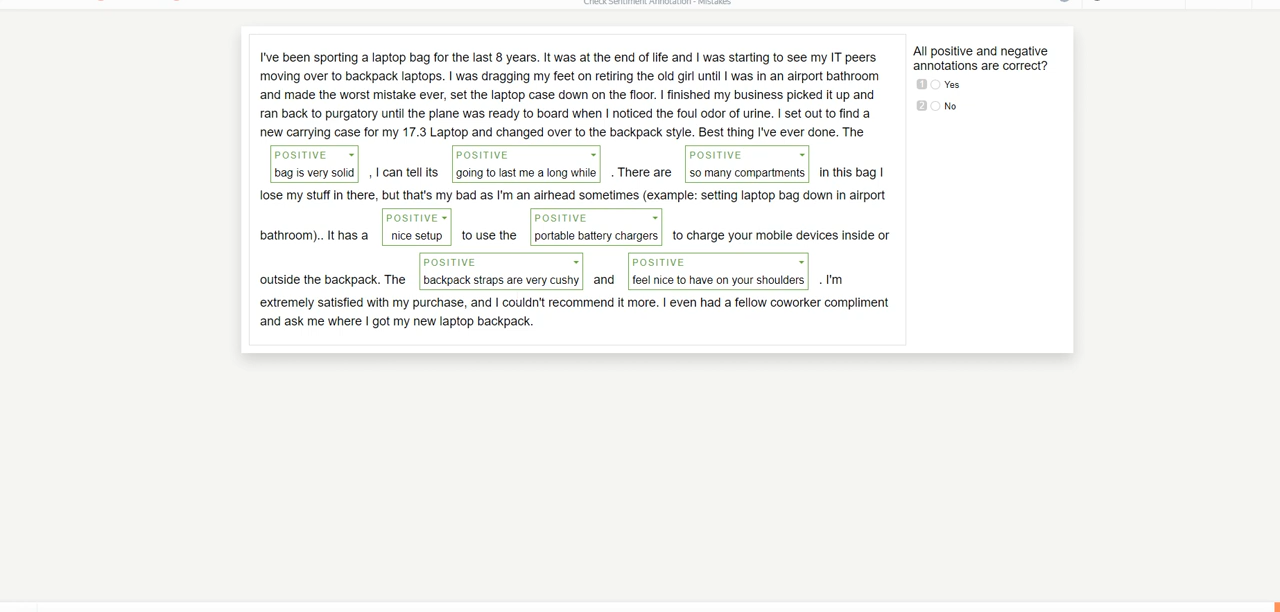 Check Sentiment Annotation - Mistakes
I've been sporting a laptop bag for the last 8 years. It was at the end of life and I was starting to see my IT peers
moving over to backpack laptops. I was dragging my feet on retiring the old girl until I was in an airport bathroom
and made the worst mistake ever, set the laptop case down on the floor. I finished my business picked it up and
ran back to purgatory until the plane was ready to board when I noticed the foul odor of urine. I set out to find a
new carrying case for my 17.3 Laptop and changed over to the backpack style. Best thing I've ever done. The
POSITIVE POSITIVE POSITIVE
bag is very solid , I can tell its going to last me a long while . There are so many compartments in this bag I
lose my stuff in there, but that's my bad as I'm an airhead sometimes (example: setting laptop bag down in airport
POSITIVE POSITIVE
bathroom).. It has a nice setup to use the portable battery chargers to charge your mobile devices inside or
POSITIVE POSITIVE
outside the backpack. The backpack straps are very cushy and feel nice to have on your shoulders . I'm
extremely satisfied with my purchase, and I couldn't recommend it more. I even had a fellow coworker compliment
and ask me where I got my new laptop backpack.
All positive and negative
annotations are correct?
1 Yes
2 No